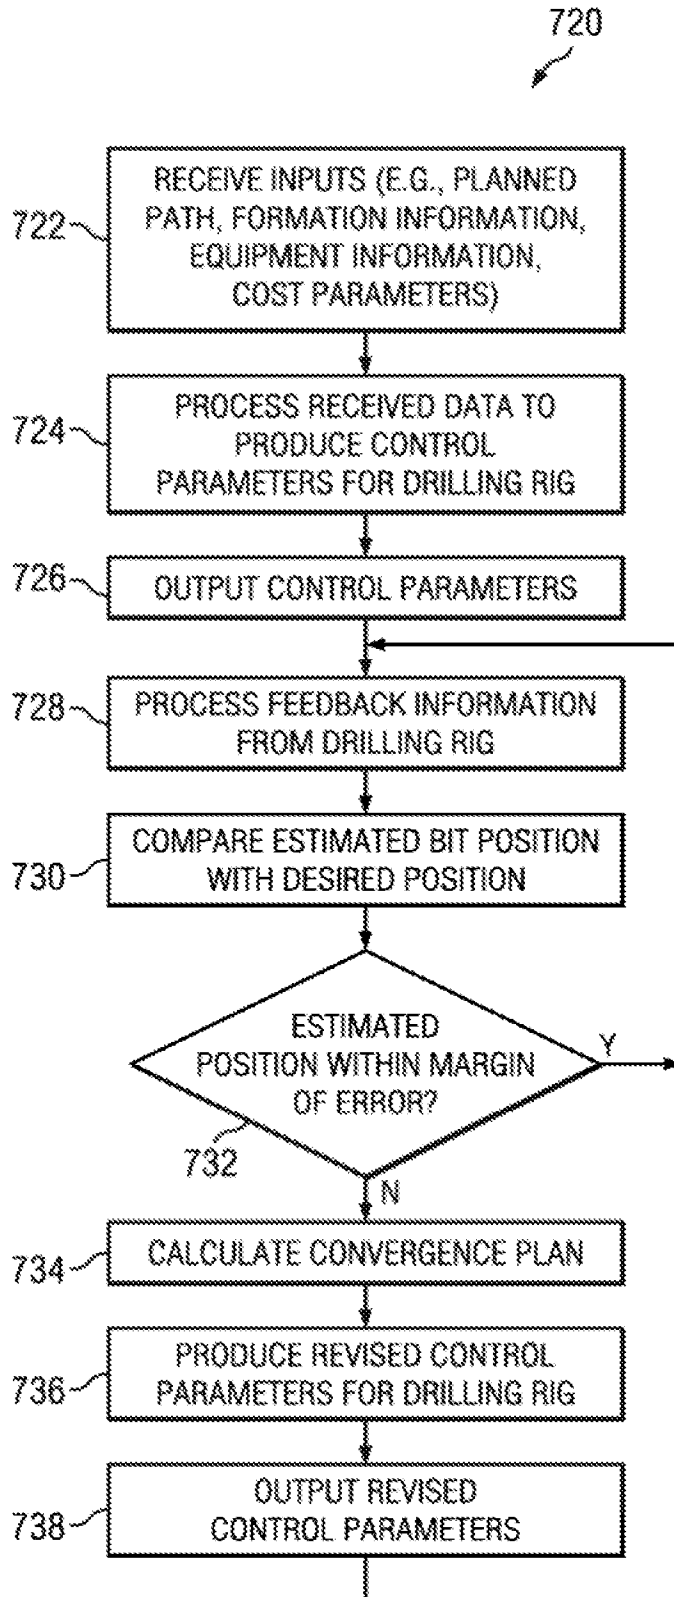 720
722
RECEIVE INPUTS (E.G., PLANNED
PATH, FORMATION INFORMATION,
EQUIPMENT INFORMATION,
COST PARAMETERS)
724
PROCESS RECEIVED DATA TO
PRODUCE CONTROL
PARAMETERS FOR DRILLING RIG
726
OUTPUT CONTROL PARAMETERS
728
PROCESS FEEDBACK INFORMATION
FROM DRILLING RIG
730
COMPARE ESTIMATED BIT POSITION
WITH DESIRED POSITION
ESTIMATED
POSITION WITHIN MARGIN
OF ERROR?
Y
732
N
734
CALCULATE CONVERGENCE PLAN
736
PRODUCE REVISED CONTROL
PARAMETERS FOR DRILLING RIG
738
OUTPUT REVISED
CONTROL PARAMETERS